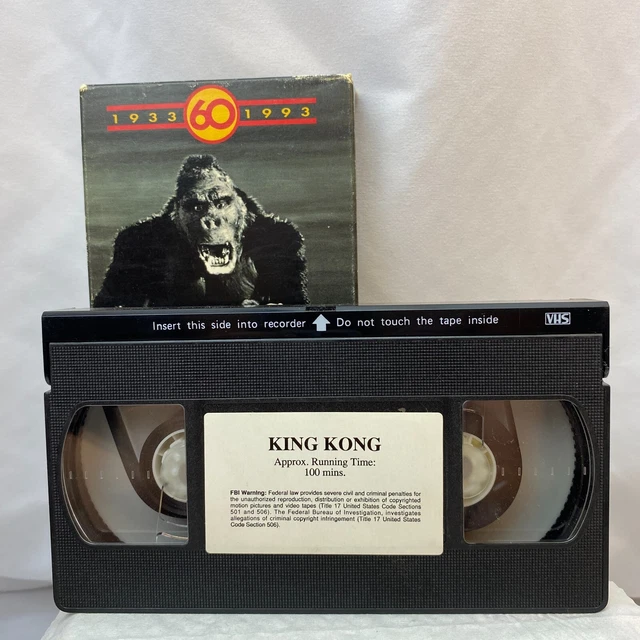 1933 60 1993
Insert this side into recorder Do not touch the tape inside VHS
KING KONG
Approx. Running Time:
100 mins.
FBI Warning: Federal law provides severe civil and criminal penalties for
the unauthorized reproduction, distribution or exhibition of copyrighted
motion pictures and video tapes (Title 17 United States Code Sections
501 and 506). The Federal Bureau of Investigation, investigates
allegations of criminal copyright infringement (Title 17 United States
Code Section 506).